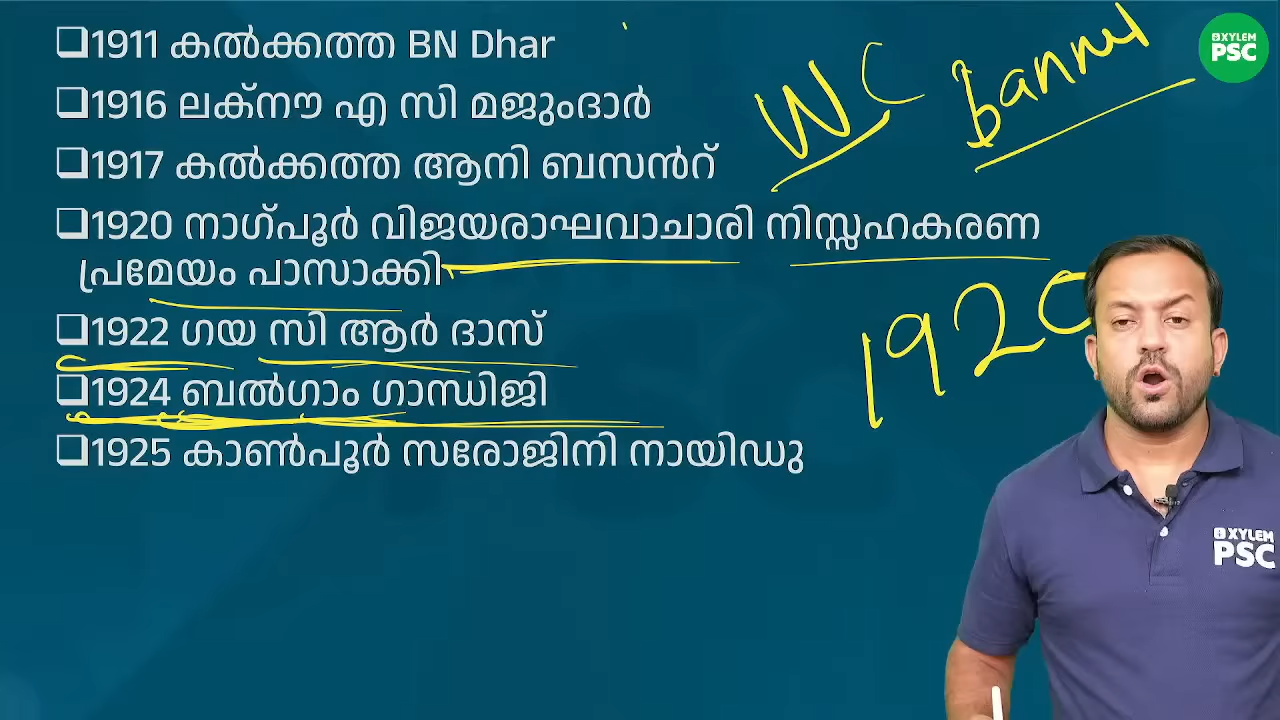 ❑1911 കൽക്കത്ത BN Dhar
❑1916 ലക്നൗ എ സി മജുംദാർ
❑1917 കൽക്കത്ത ആനി ബസൻറ്
❑1920 നാഗ്പൂർ വിജയരാഘവാചാരി നിസ്സഹകരണ
പ്രമേയം പാസാക്കി
❑1922 ഗയ സി ആർ ദാസ്
❑1924 ബൽഗാം ഗാന്ധിജി
❑1925 കാൺപൂർ സരോജിനി നായിഡു
WC
1920
XYLEM
PSC
XYLEM
PSC